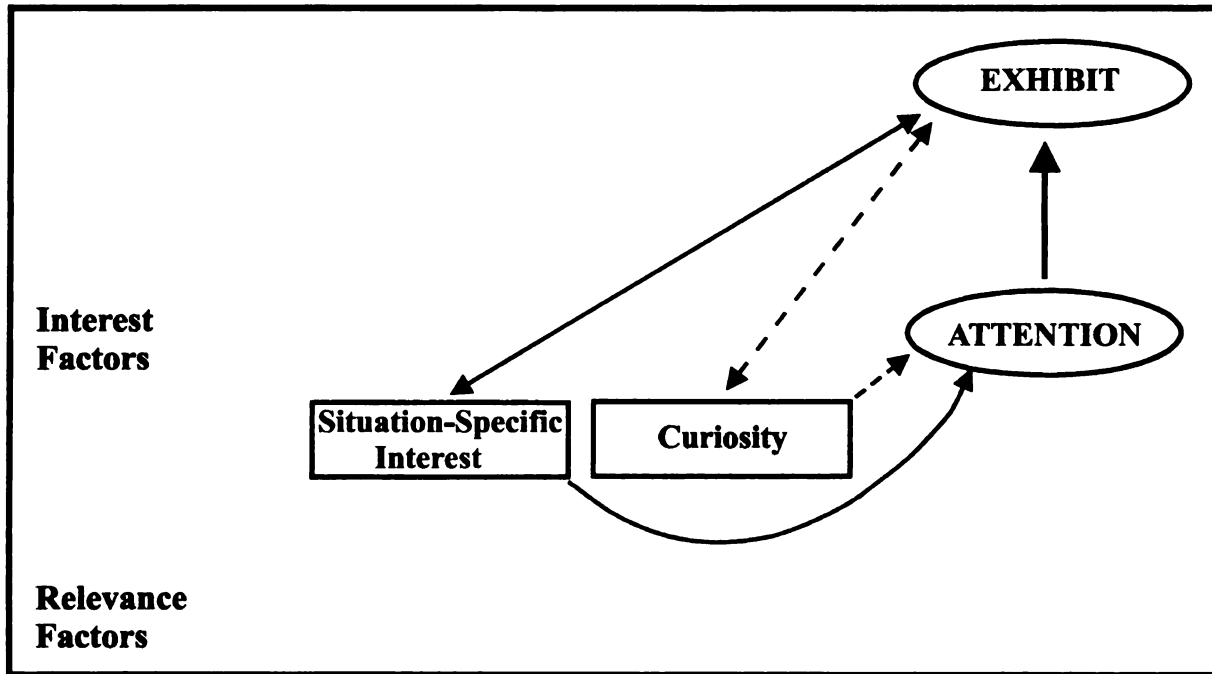 EXHIBIT
Interest
Factors
ATTENTION
Situation-Specific
Interest
Curiosity
Relevance
Factors